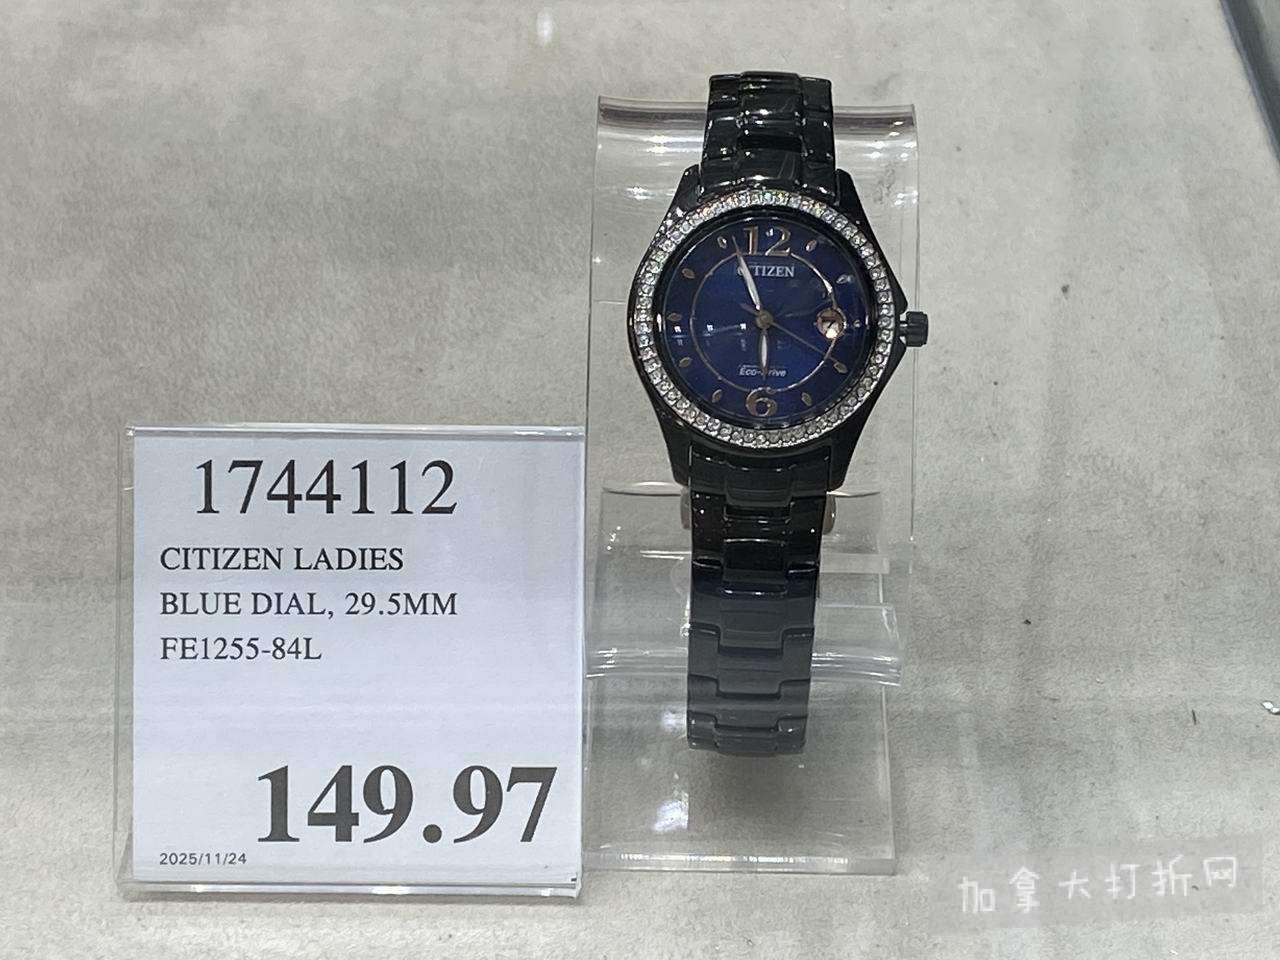 12
CITIZEN
7
Eco-Drive
6
1744112
CITIZEN LADIES
BLUE DIAL, 29.5MM
FE1255-84L
149.97
2025/11/24
加拿大打折网